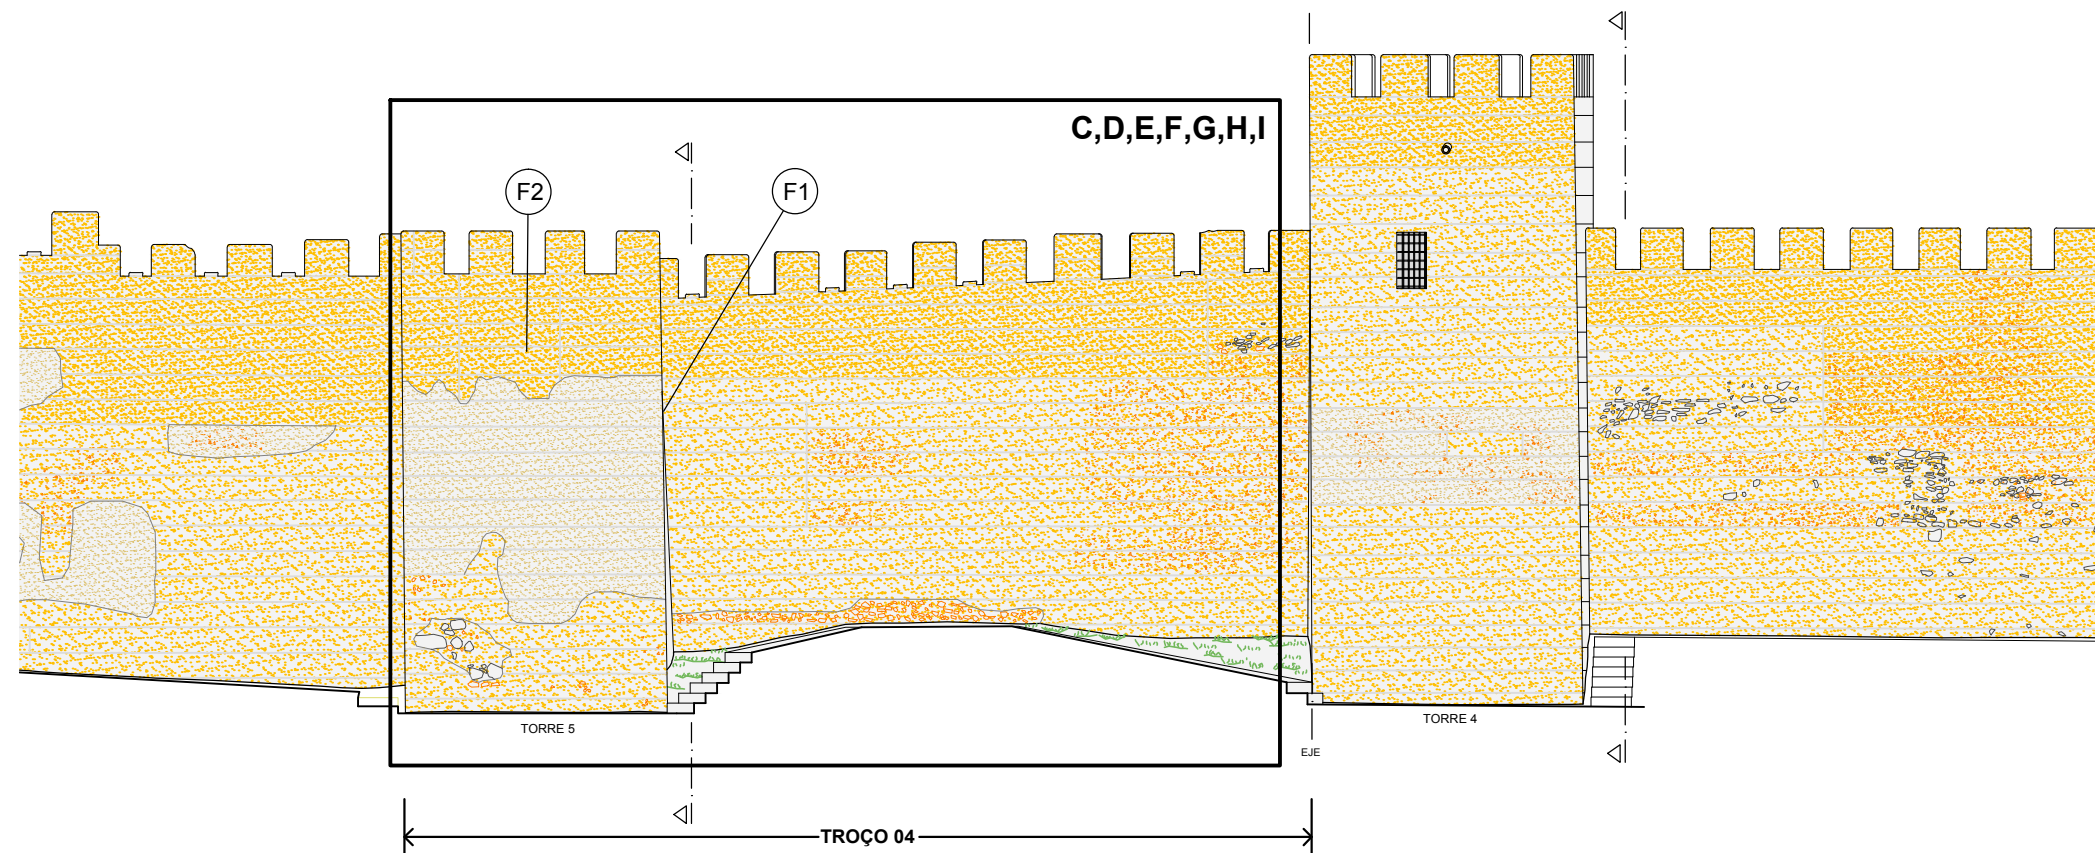 C,D,E,F,G,H,I
F2
F1
TORRE 5
TORRE 4
EJE
TROÇO 04